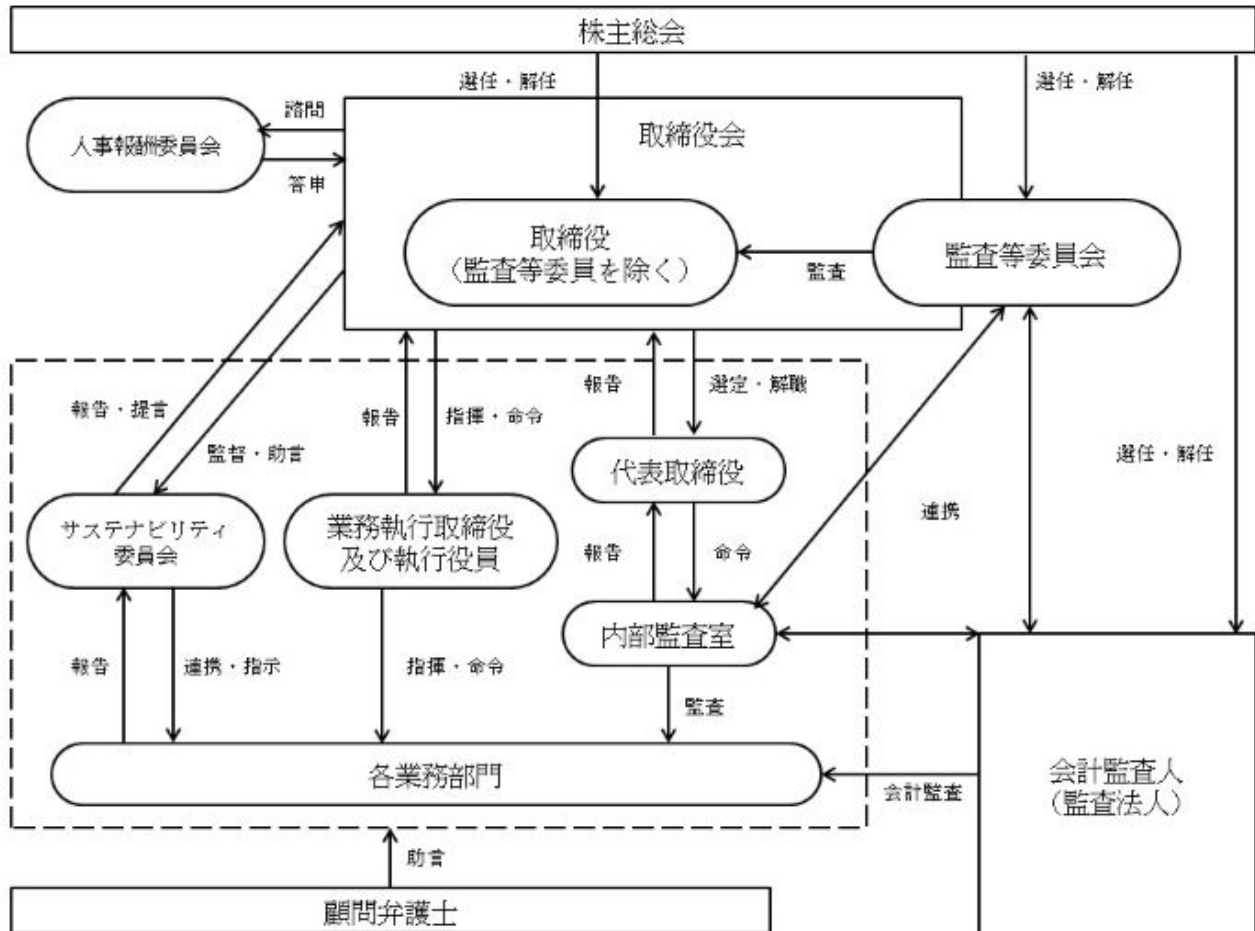 株主総会
選任・解任
選任・解任
諮問
人事報酬委員会
取締役会
答申
取締役
（監査等委員を除く）
監査
監査等委員会
報告・提言
監督・助言
報告
指揮・命令
報告
選定・解職
選任・解任
代表取締役
連携
サステナビリティ
委員会
業務執行取締役
及び執行役員
報告
命令
内部監査室
報告
連携・指示
指揮・命令
監査
各業務部門
会計監査
会計監査人
（監査法人）
助言
顧問弁護士